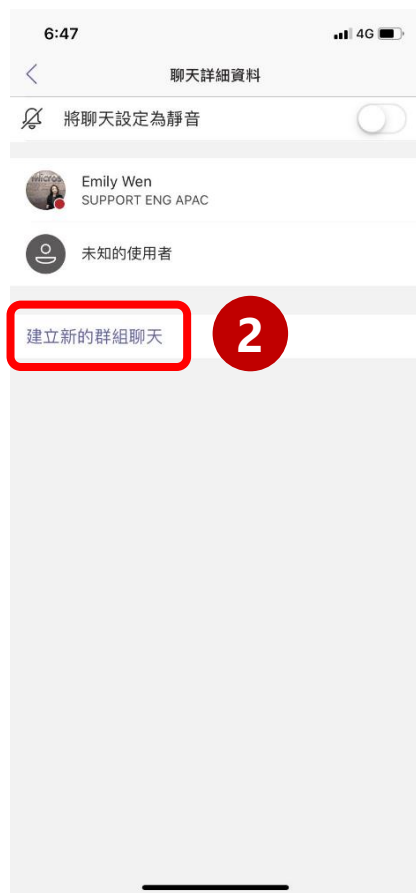 6:47 4G
聊天詳細資料
將聊天設定為靜音
Emily Wen
SUPPORT ENG APAC
未知的使用者
建立新的群組聊天
2